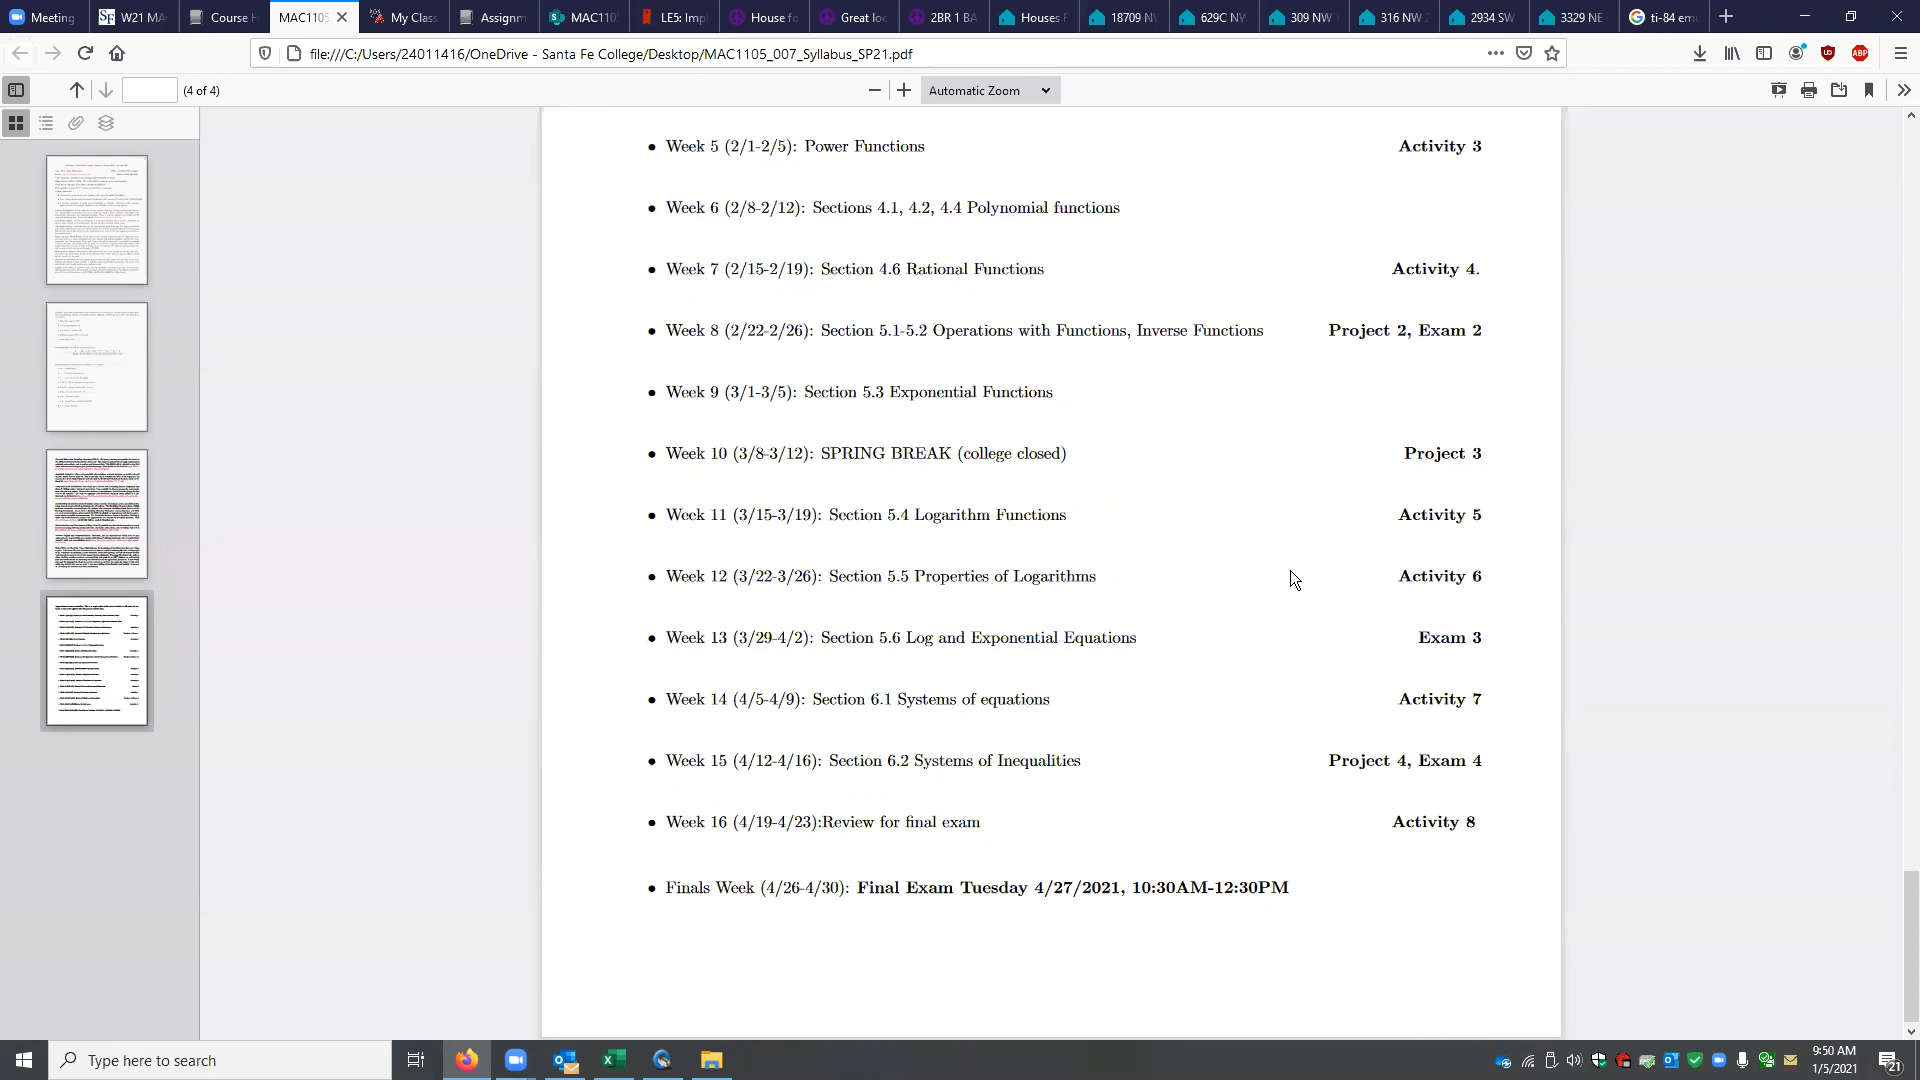 Meeting
W21 MA
Course H
MAC1105
My Class
Assignm
MAC110
LE5: Impl
House fo
Great loc
2BR 1 BA
Houses F
18709 NV
629C NW
309 NW
316 NW 2
2934 SW
3329 NE
ti-84 emu
file:///C:/Users/24011416/OneDrive - Santa Fe College/Desktop/MAC1105_007_Syllabus_SP21.pdf
(4 of 4)
Automatic Zoom
• Week 5 (2/1-2/5): Power Functions Activity 3
• Week 6 (2/8-2/12): Sections 4.1, 4.2, 4.4 Polynomial functions
• Week 7 (2/15-2/19): Section 4.6 Rational Functions Activity 4.
• Week 8 (2/22-2/26): Section 5.1-5.2 Operations with Functions, Inverse Functions Project 2, Exam 2
• Week 9 (3/1-3/5): Section 5.3 Exponential Functions
• Week 10 (3/8-3/12): SPRING BREAK (college closed) Project 3
• Week 11 (3/15-3/19): Section 5.4 Logarithm Functions Activity 5
• Week 12 (3/22-3/26): Section 5.5 Properties of Logarithms Activity 6
• Week 13 (3/29-4/2): Section 5.6 Log and Exponential Equations Exam 3
• Week 14 (4/5-4/9): Section 6.1 Systems of equations Activity 7
• Week 15 (4/12-4/16): Section 6.2 Systems of Inequalities Project 4, Exam 4
• Week 16 (4/19-4/23):Review for final exam Activity 8
• Finals Week (4/26-4/30): Final Exam Tuesday 4/27/2021, 10:30AM-12:30PM
Type here to search
9:50 AM
1/5/2021
21